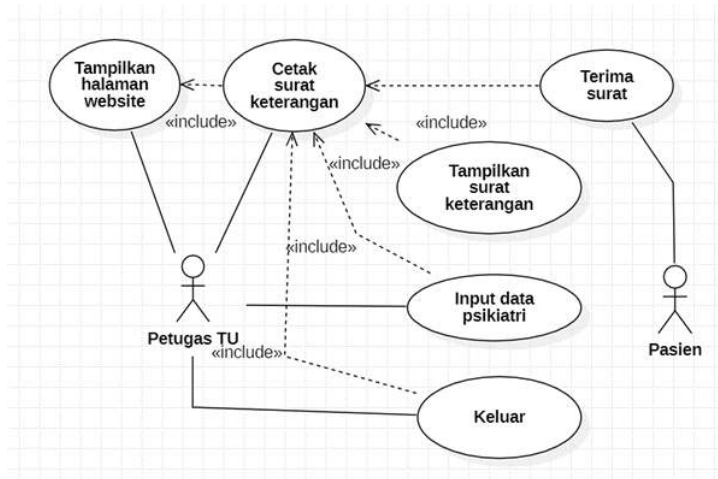 Tampilkan
halaman
website
Cetak
surat
keterangan
Terima
surat
«include»
«include»
«include»
Tampilkan
surat
keterangan
«include»
Input data
psikiatri
Petugas TU
«include»
Pasien
Keluar